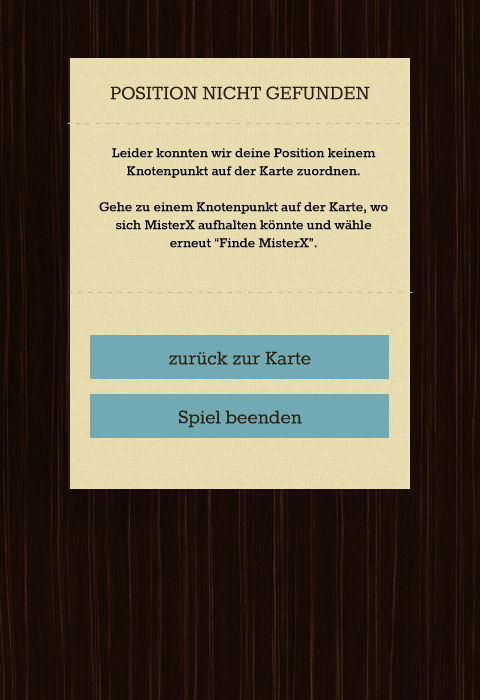 POSITION NICHT GEFUNDEN
Leider konnten wir deine Position keinem
Knotenpunkt auf der Karte zuordnen.
Gehe zu einem Knotenpunkt auf der Karte, wo
sich MisterX aufhalten könnte und wähle
erneut “Finde MisterX”.
zurück zur Karte
Spiel beenden